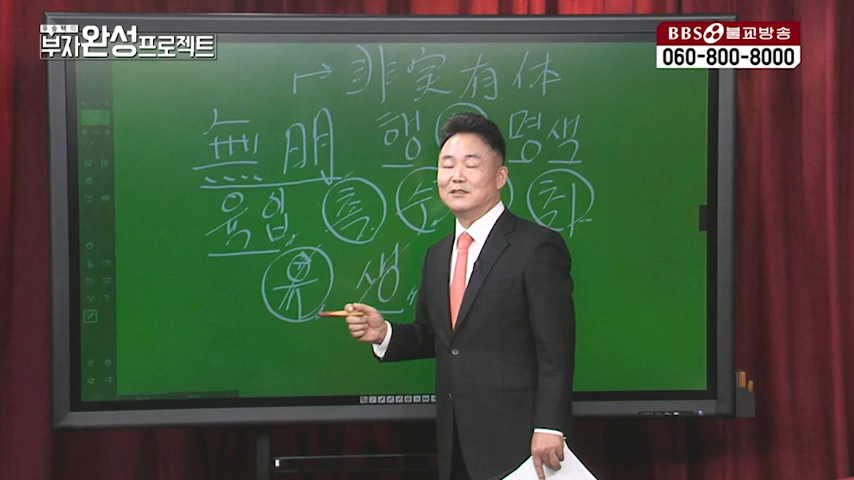 부자완성프로젝트
BBS 불교방송
060-800-8000
→ 非実有体
無明 행 명색
육입 촉 수 취
유 생